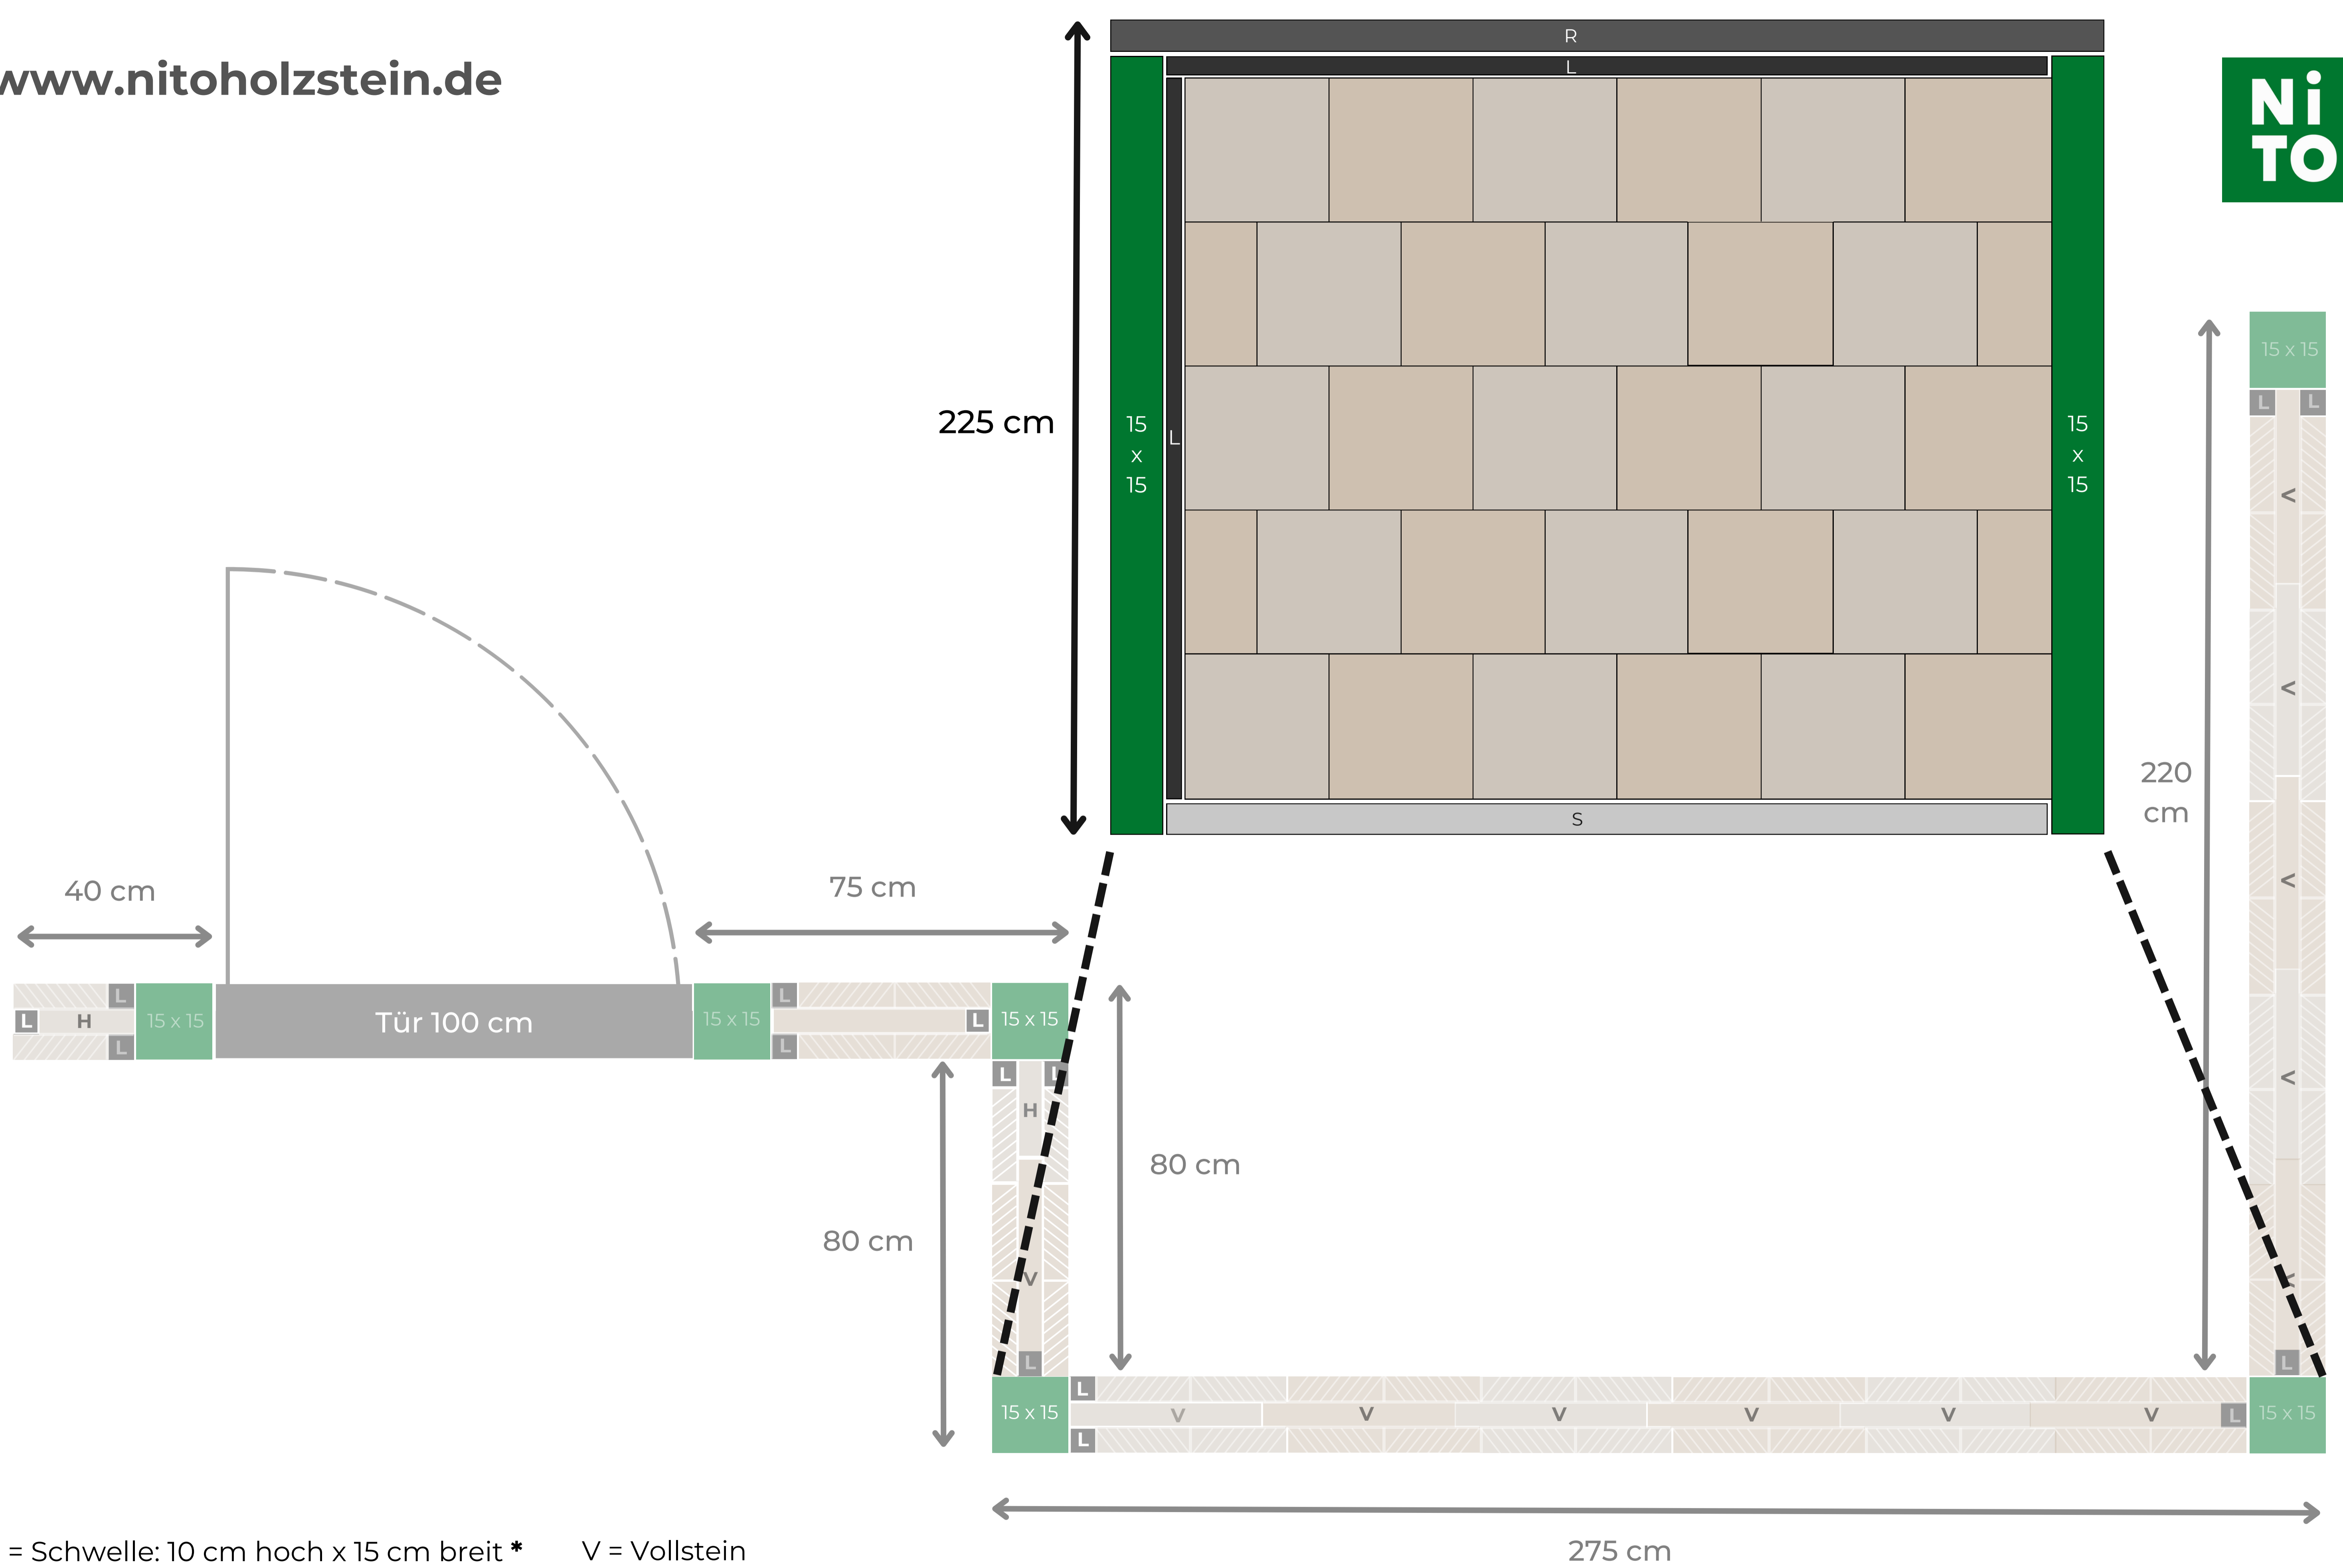 R
www.nitoholzstein.de
L
Ni
TO
15 x 15
L
L
225 cm
15
x
15
L
15
x
15
V
V
220
cm
S
40 cm
75 cm
V
L
L
15 x 15
Tür 100 cm
15 x 15
L
15 x 15
L
H
L
L
L
L
L
H
V
80 cm
80 cm
V
V
L
L
15 x 15
L
V
V
V
V
V
V
L
15 x 15
L
= Schwelle: 10 cm hoch x 15 cm breit *
V = Vollstein
275 cm